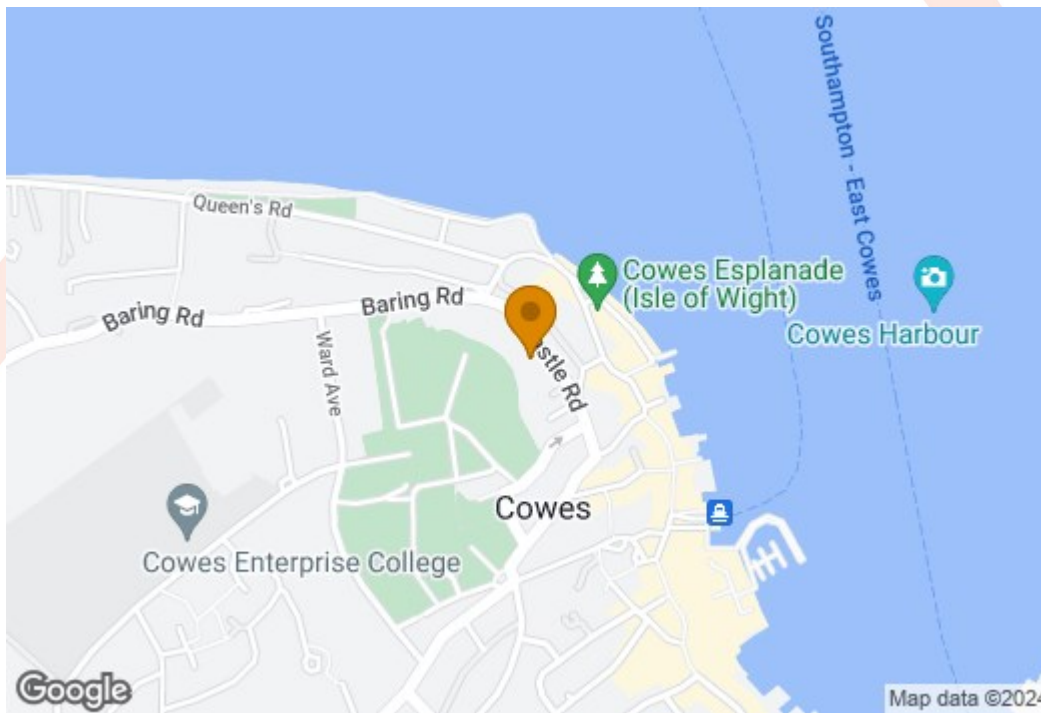 Southampton - East Cowes
Queen's Rd
Cowes Esplanade
(Isle of Wight)
Baring Rd
Baring Rd
Cowes Harbour
Ward Ave
stle Rd
Cowes
Cowes Enterprise College
Google
Map data ©2024